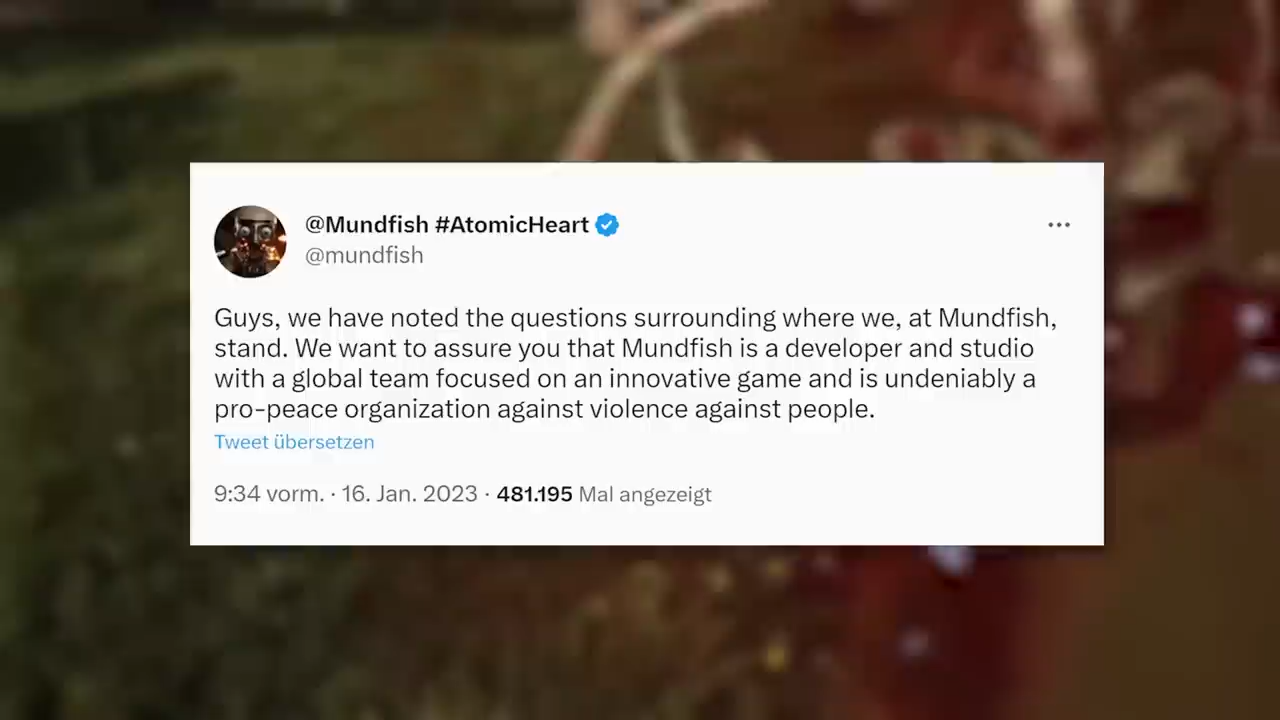 @Mundfish #AtomicHeart
@mundfish
Guys, we have noted the questions surrounding where we, at Mundfish,
stand. We want to assure you that Mundfish is a developer and studio
with a global team focused on an innovative game and is undeniably a
pro-peace organization against violence against people.
Tweet übersetzen
9:34 vorm. · 16. Jan. 2023 · 481.195 Mal angezeigt